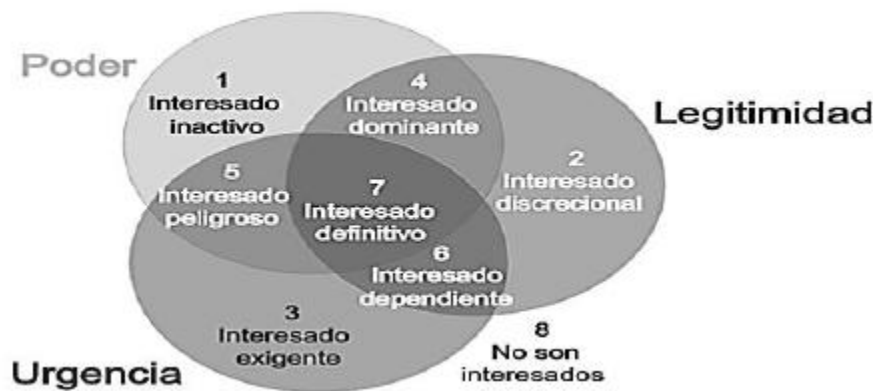 Poder
1
Interesado
inactivo
4
Interesado
dominante
Legitimidad
2
Interesado
discrecional
5
Interesado
peligroso
7
Interesado
definitivo
6
Interesado
dependiente
3
Interesado
exigente
8
No son
interesados
Urgencia